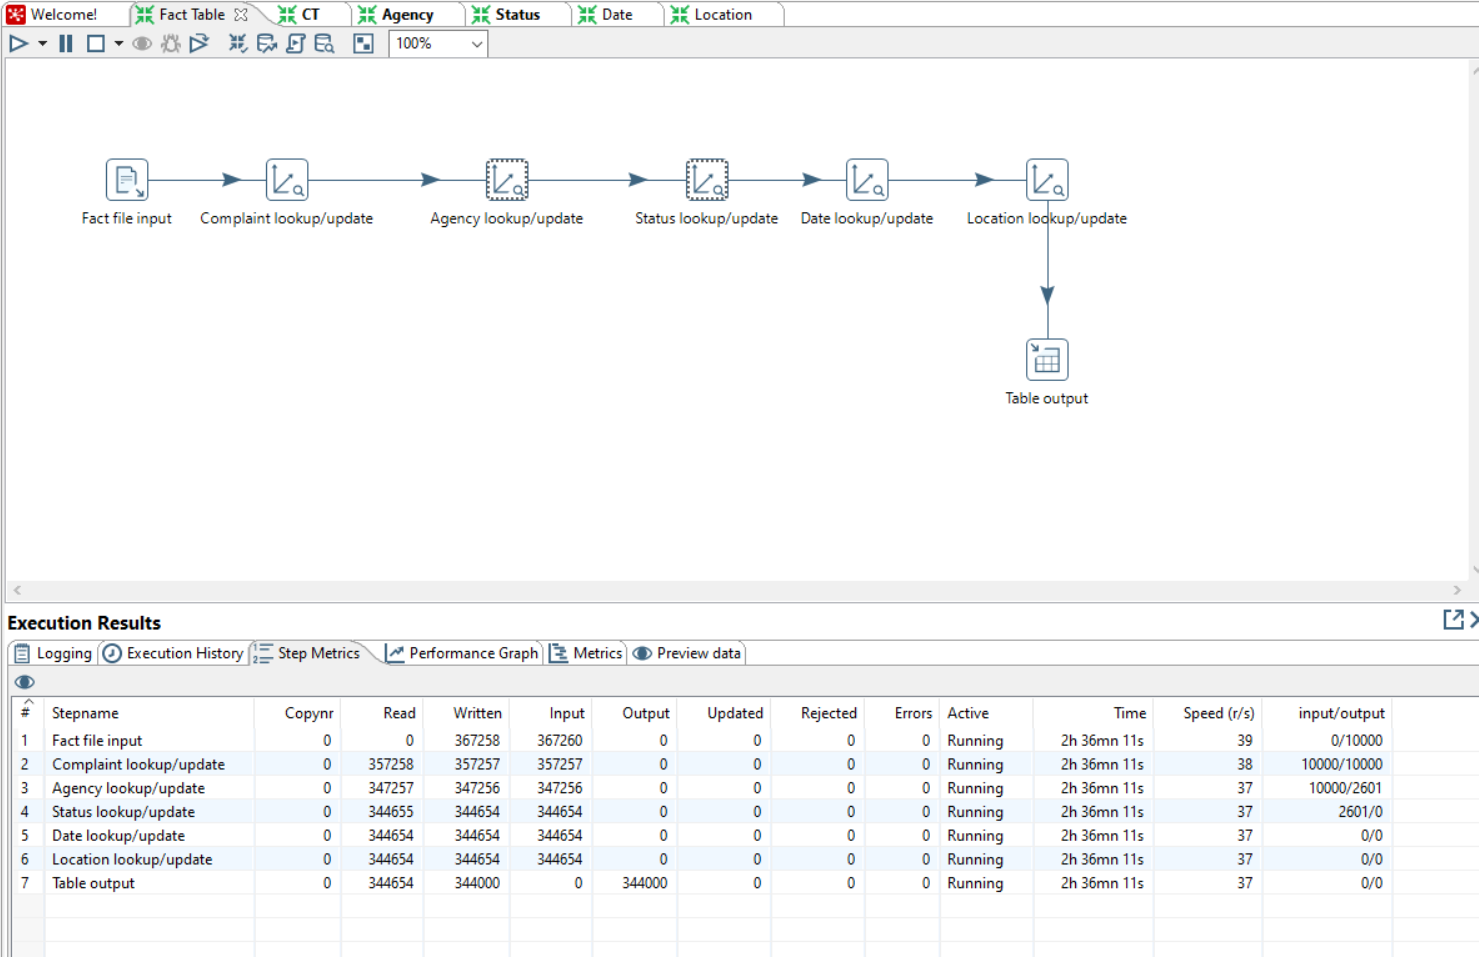 Welcome! Fact Table CT Agency Status Date Location
100%
Fact file input Complaint lookup/update Agency lookup/update Status lookup/update Date lookup/update Location lookup/update
Table output
Execution Results
Logging Execution History Step Metrics Performance Graph Metrics Preview data
# Stepname Copynr Read Written Input Output Updated Rejected Errors Active Time Speed (r/s) input/output
1 Fact file input 0 0 367258 367260 0 0 0 0 Running 2h 36mn 11s 39 0/10000
2 Complaint lookup/update 0 357258 357257 357257 0 0 0 0 Running 2h 36mn 11s 38 10000/10000
3 Agency lookup/update 0 347257 347256 347256 0 0 0 0 Running 2h 36mn 11s 37 10000/2601
4 Status lookup/update 0 344655 344654 344654 0 0 0 0 Running 2h 36mn 11s 37 2601/0
5 Date lookup/update 0 344654 344654 344654 0 0 0 0 Running 2h 36mn 11s 37 0/0
6 Location lookup/update 0 344654 344654 344654 0 0 0 0 Running 2h 36mn 11s 37 0/0
7 Table output 0 344654 344000 0 344000 0 0 0 Running 2h 36mn 11s 37 0/0